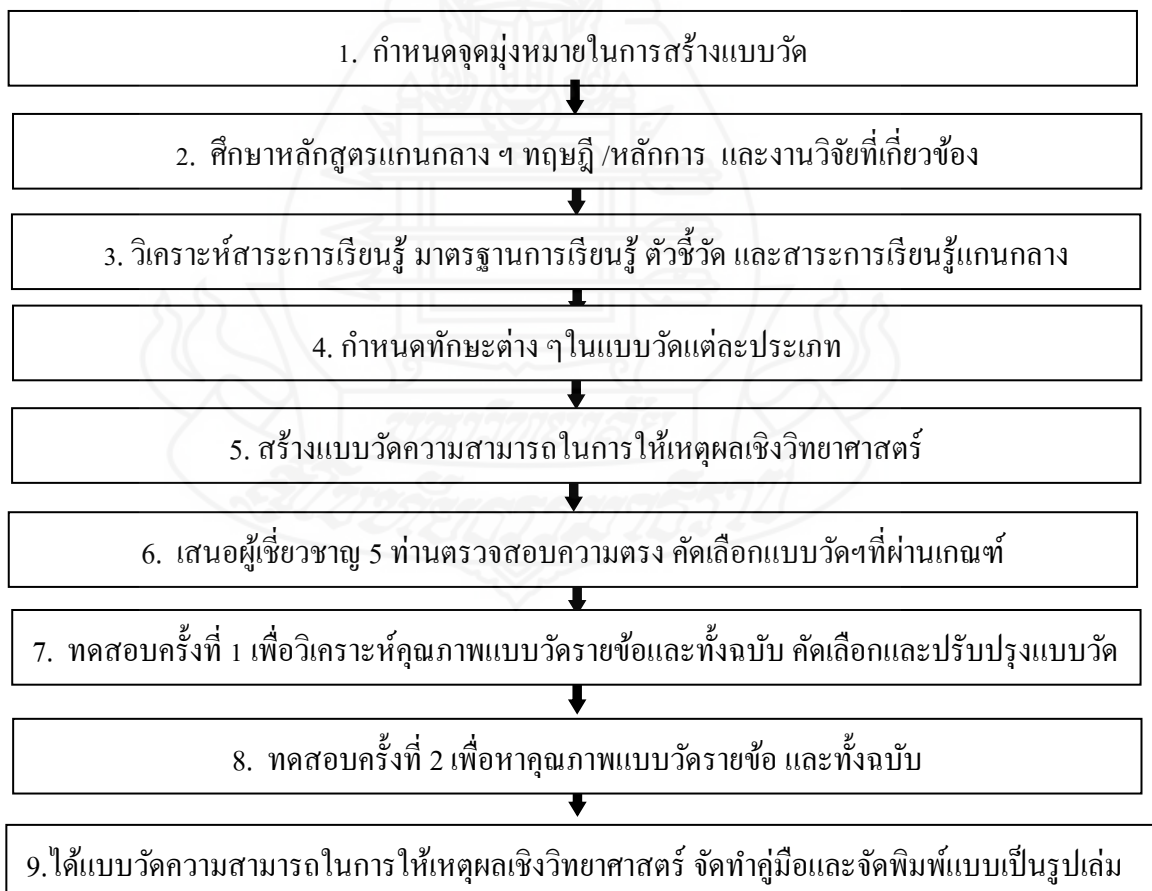 1. กำหนดจุดมุ่งหมายในการสร้างแบบวัด
2. ศึกษาหลักสูตรแกนกลาง ฯ ทฤษฎี /หลักการ และงานวิจัยที่เกี่ยวข้อง
3. วิเคราะห์สาระการเรียนรู้ มาตรฐานการเรียนรู้ ตัวชี้วัด และสาระการเรียนรู้แกนกลาง
4. กำหนดทักษะต่าง ๆในแบบวัดแต่ละประเภท
5. สร้างแบบวัดความสามารถในการให้เหตุผลเชิงวิทยาศาสตร์
6. เสนอผู้เชี่ยวชาญ 5 ท่านตรวจสอบความตรง คัดเลือกแบบวัดฯที่ผ่านเกณฑ์
7. ทดสอบครั้งที่ 1 เพื่อวิเคราะห์คุณภาพแบบวัดรายข้อและทั้งฉบับ คัดเลือกและปรับปรุงแบบวัด
8. ทดสอบครั้งที่ 2 เพื่อหาคุณภาพแบบวัดรายข้อ และทั้งฉบับ
9.ได้แบบวัดความสามารถในการให้เหตุผลเชิงวิทยาศาสตร์ จัดทำคู่มือและจัดพิมพ์แบบเป็นรูปเล่ม